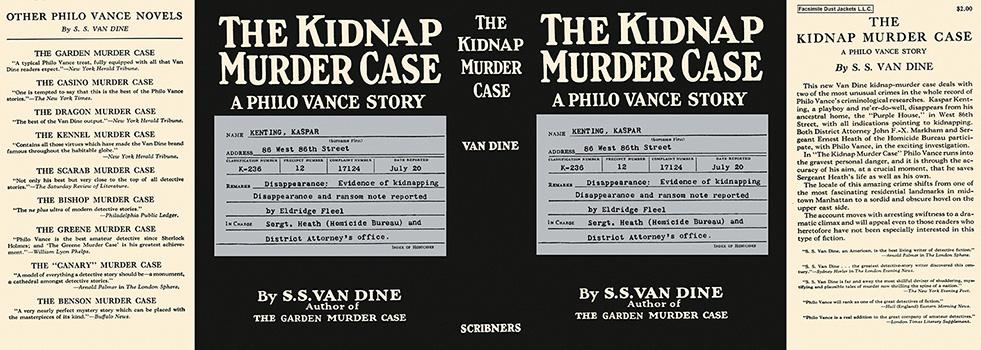 OTHER PHILO VANCE NOVELS
By S. S. VAN DINE
THE GARDEN MURDER CASE
"A typical Philo Vance treat, fully equipped with all that Van
Dine readers expect."—New York Herald Tribune.
THE CASINO MURDER CASE
"One is tempted to say that this is the best of the Philo Vance
stories."—The New York Times.
THE DRAGON MURDER CASE
"The best of the Van Dine output."—New York Herald Tribune.
THE KENNEL MURDER CASE
"Contains all those virtues which have made the Van Dine brand
famous throughout the habitable globe."
—New York Herald Tribune,
THE SCARAB MURDER CASE
"Not only his best but very close to the top of all detective
stories."—The Saturday Review of Literature.
THE BISHOP MURDER CASE
"The ne plus ultra of modern detective stories."
—Philadelphia Public Ledger.
THE GREENE MURDER CASE
"Philo Vance is the best amateur detective since Sherlock
Holmes; and 'The Greene Murder Case' is his greatest achieve-
ment."—William Lyon Phelps.
THE "CANARY" MURDER CASE
"A model of everything a detective story should be—a monument,
a cathedral amongst detective stories."
—Arnold Palmer in The London Sphere.
THE BENSON MURDER CASE
"A very nearly perfect mystery story which can be placed with
the masterpieces of its kind."—Buffalo News.
THE KIDNAP
MURDER CASE
A PHILO VANCE STORY
NAME KENTING, KASPAR
(Surname First)
ADDRESS 86 West 86th Street
CLASSIFICATION NUMBER PRECINCT NUMBER COMPLAINT NUMBER DATE REPORTED
K-236 12 17124 July 20
REMARKS Disappearance: Evidence of kidnapping
Disappearance and ransom note reported
by Eldridge Fleel
IN CHARGE Sergt. Heath (Homicide Bureau) and
District Attorney's office.
INDEX OF HOMICIDES
By S.S. VAN DINE
Author of
THE GARDEN MURDER CASE
THE
KIDNAP
MURDER
CASE
VAN DINE
SCRIBNERS
THE KIDNAP
MURDER CASE
A PHILO VANCE STORY
NAME KENTING, KASPAR
(Surname First)
ADDRESS 86 West 86th Street
CLASSIFICATION NUMBER PRECINCT NUMBER COMPLAINT NUMBER DATE REPORTED
K-236 12 17124 July 20
REMARKS Disappearance: Evidence of kidnapping
Disappearance and ransom note reported
by Eldridge Fleel
IN CHARGE Sergt. Heath (Homicide Bureau) and
District Attorney's office.
INDEX OF HOMICIDES
By S.S. VAN DINE
Author of
THE GARDEN MURDER CASE
Facsimile Dust Jackets L.L.C. $2.00
THE
KIDNAP MURDER CASE
A PHILO VANCE STORY
By S. S. VAN DINE
This new Van Dine kidnap-murder case deals with
two of the most unusual crimes in the whole record of
Philo Vance's criminological researches. Kaspar Kent-
ing, a playboy and ne'er-do-well, disappears from his
ancestral home, the "Purple House," in West 86th
Street, with all indications pointing to kidnapping.
Both District Attorney John F.-X. Markham and Ser-
geant Ernest Heath of the Homicide Bureau partici-
pate, with Philo Vance, in the exciting investigation.
In "The Kidnap Murder Case" Philo Vance runs into
the gravest personal danger, and it is through the ac-
curacy of his aim, at a crucial moment, that he saves
Sergeant Heath's life as well as his own.
The locale of this amazing crime shifts from one of
the most fascinating residential landmarks in mid-
town Manhattan to a sordid and obscure hovel on the
upper east side.
The account moves with arresting swiftness to a dra-
matic climax and will appeal even to those readers who
heretofore have not been especially interested in this
type of fiction.
"S. S. Van Dine, an American, is the best living writer of detective fiction."
—Arnold Palmer in The London Sphere.
"S. S. Van Dine . . . the greatest detective-story writer discovered this cen-
tury."—Sydney Horler in The London Evening News.
"S. S. Van Dine is far and away the most skilful deviser of shuddering, mys-
tifying and plausible tales of murder now thrilling the spine of a nation."
—The New York Evening Post.
"Philo Vance will rank as one of the great detectives of fiction."
—Hull (England) Eastern Morning News.
"Philo Vance is a real addition to the great company of amateur detectives."
—London Times Literary Supplement.